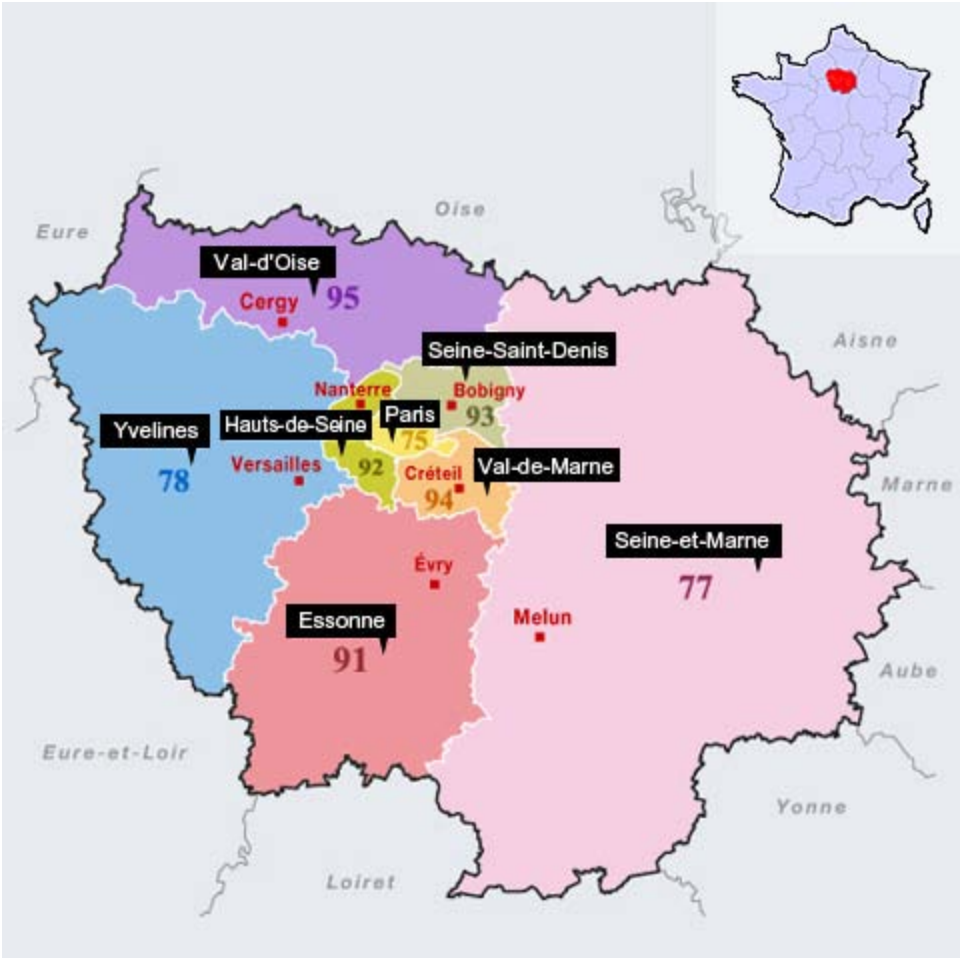 Oise
Eure
Val-d'Oise
Cergy
95
Aisne
Seine-Saint-Denis
Nanterre
Bobigny
Paris
93
Hauts-de-Seine
Yvelines
75
Versailles
92
Créteil
Val-de-Marne
78
94
Marne
Seine-et-Marne
Évry
77
Essonne
Melun
91
Aube
Eure-et-Loir
Yonne
Loiret